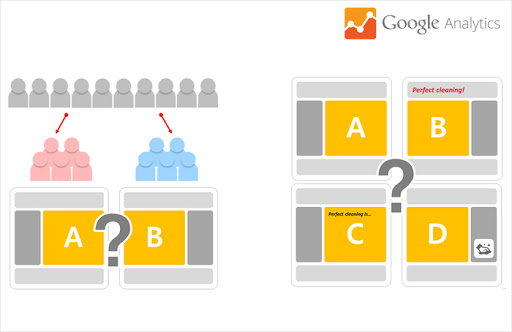 Google Analytics
Perfect cleaning!
A
B
A
?
B
?
Perfect cleaning is...
C
D